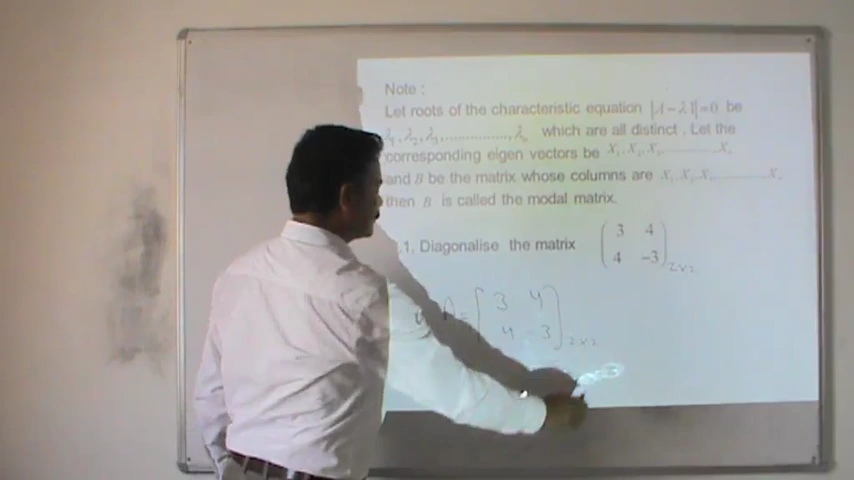 Note :
Let roots of the characteristic equation |A − λI| = 0 be
λ₁, λ₂, λ₃, .............., λₙ which are all distinct . Let the
corresponding eigen vectors be X₁, X₂, X₃, .............. Xₙ
and B be the matrix whose columns are X₁, X₂, X₃, .............. Xₙ
then B is called the modal matrix.
.1. Diagonalise the matrix
3 4
4 −3
2×2
A =
3 4
4 -3
2×2